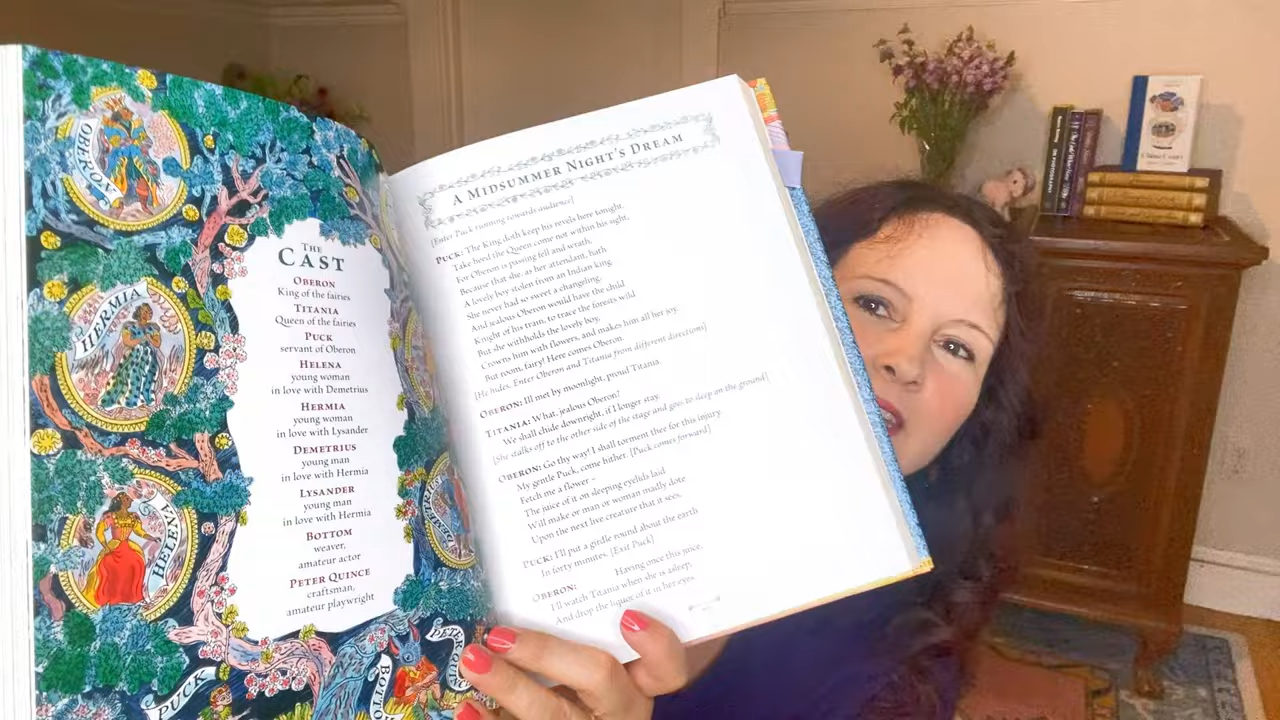 OBERON
HERMIA
HELENA
PUCK
THE
CAST
OBERON
King of the fairies
TITANIA
Queen of the fairies
PUCK
servant of Oberon
HELENA
young woman
in love with Demetrius
HERMIA
young woman
in love with Lysander
DEMETRIUS
young man
in love with Hermia
LYSANDER
young man
in love with Hermia
BOTTOM
weaver,
amateur actor
PETER QUINCE
craftsman,
amateur playwright
A MIDSUMMER NIGHT'S DREAM
[Enter Puck running towards audience]
PUCK: The King doth keep his revels here tonight,
Take heed the Queen come not within his sight,
For Oberon is passing fell and wrath,
Because that she, as her attendant, hath
A lovely boy stolen from an Indian king.
She never had so sweet a changeling.
And jealous Oberon would have the child
Knight of his train, to trace the forests wild
But she withholds the lovely boy,
Crowns him with flowers, and makes him all her joy.
But room, fairy! Here comes Oberon.
[He hides. Enter Oberon and Titania from different directions]
OBERON: Ill met by moonlight, proud Titania.
TITANIA: What, jealous Oberon?
We shall chide downright, if I longer stay.
[She stalks off to the other side of the stage and goes to sleep on the ground]
OBERON: Go thy way! I shall torment thee for this injury.
My gentle Puck, come hither. [Puck comes forward]
Fetch me a flower –
The juice of it on sleeping eyelids laid
Will make or man or woman madly dote
Upon the next live creature that it sees.
PUCK: I'll put a girdle round about the earth
In forty minutes. [Exit Puck]
OBERON: Having once this juice,
I'll watch Titania when she is asleep,
And drop the liquor of it in her eyes.
DEMETRIUS
PETER QU
BOTTO
ON PHOTOGRAPHY